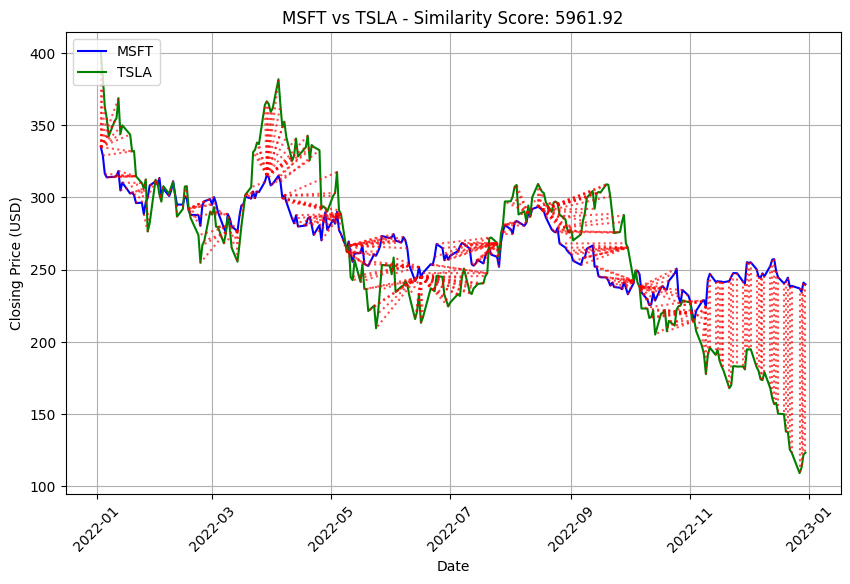 MSFT vs TSLA - Similarity Score: 5961.92
MSFT
TSLA
400
350
300
250
200
150
100
Closing Price (USD)
2022-01
2022-03
2022-05
2022-07
2022-09
2022-11
2023-01
Date